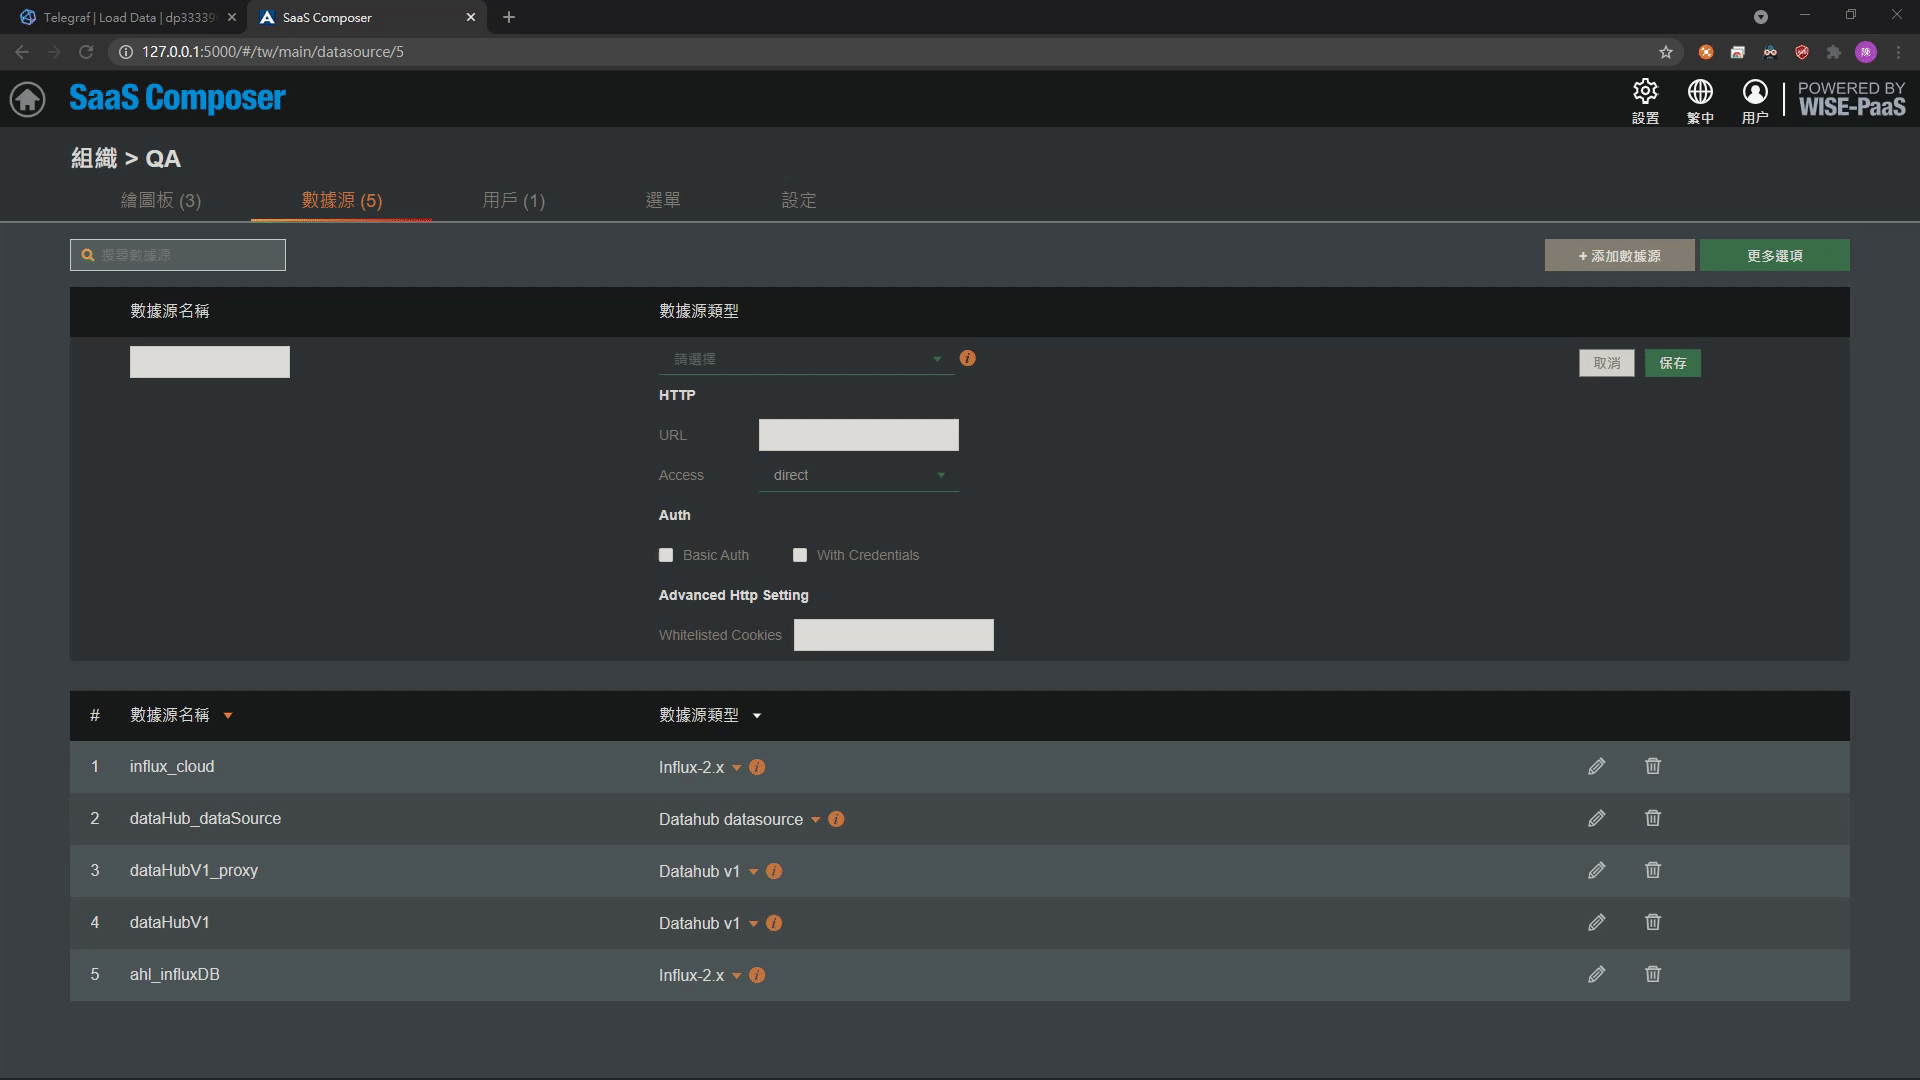 Telegraf | Load Data | dp33339
SaaS Composer
127.0.0.1:5000/#/tw/main/datasource/5
陳
SaaS Composer
設置
繁中
用户
POWERED BY
WISE-PaaS
組織 > QA
繪圖板 (3)
數據源 (5)
用戶 (1)
選單
設定
搜尋數據源
+ 添加數據源
更多選項
數據源名稱
數據源類型
請選擇
取消
保存
HTTP
URL
Access
direct
Auth
Basic Auth
With Credentials
Advanced Http Setting
Whitelisted Cookies
# 數據源名稱 數據源類型
1 influx_cloud Influx-2.x
2 dataHub_dataSource Datahub datasource
3 dataHubV1_proxy Datahub v1
4 dataHubV1 Datahub v1
5 ahl_influxDB Influx-2.x